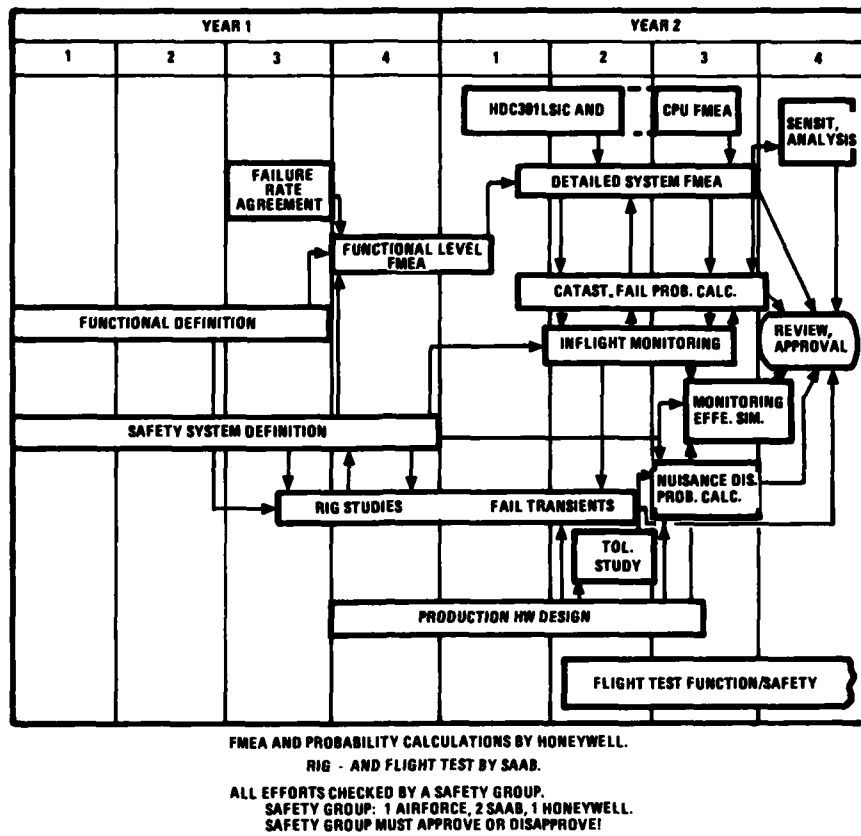 YEAR 1
YEAR 2
1
2
3
4
1
2
3
4
HDC301LSIC AND
CPU FMEA
SENSIT,
ANALYSIS
FAILURE
RATE
AGREEMENT
DETAILED SYSTEM FMEA
FUNCTIONAL LEVEL
FMEA
CATAST, FAIL PROB. CALC.
FUNCTIONAL DEFINITION
INFLIGHT MONITORING
REVIEW,
APPROVAL
MONITORING
EFFE. SIM.
SAFETY SYSTEM DEFINITION
NUISANCE DIS.
PROB. CALC.
RIG STUDIES
FAIL TRANSIENTS
TOL.
STUDY
PRODUCTION HW DESIGN
FLIGHT TEST FUNCTION/SAFETY
FMEA AND PROBABILITY CALCULATIONS BY HONEYWELL.
RIG - AND FLIGHT TEST BY SAAB.
ALL EFFORTS CHECKED BY A SAFETY GROUP.
SAFETY GROUP: 1 AIRFORCE, 2 SAAB, 1 HONEYWELL.
SAFETY GROUP MUST APPROVE OR DISAPPROVE!